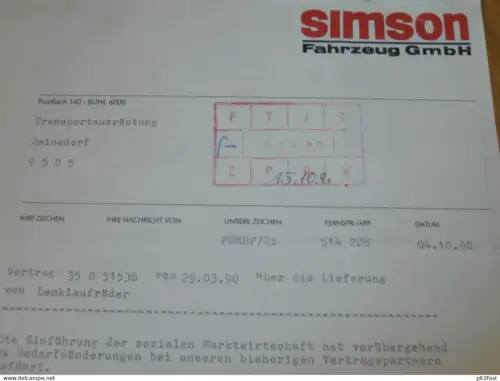 simson
Fahrzeug GmbH
Postfach 140 · SUHL 6000
Transportausrüstung
Cainsdorf
9 5 0 5
F T
Z P
15.10.
IHRE ZEICHEN IHRE NACHRICHT VOM UNSERE ZEICHEN FERNSPR./APP. DATUM
514 228 04.10.90
Vertrag 35 0 51536 vom 29.03.90 über die Lieferung
von Lenklaufräder
Die Einführung der sozialen Marktwirtschaft hat vorübergehend
Bedarfsänderungen bei unseren bisherigen Vertragspartnern